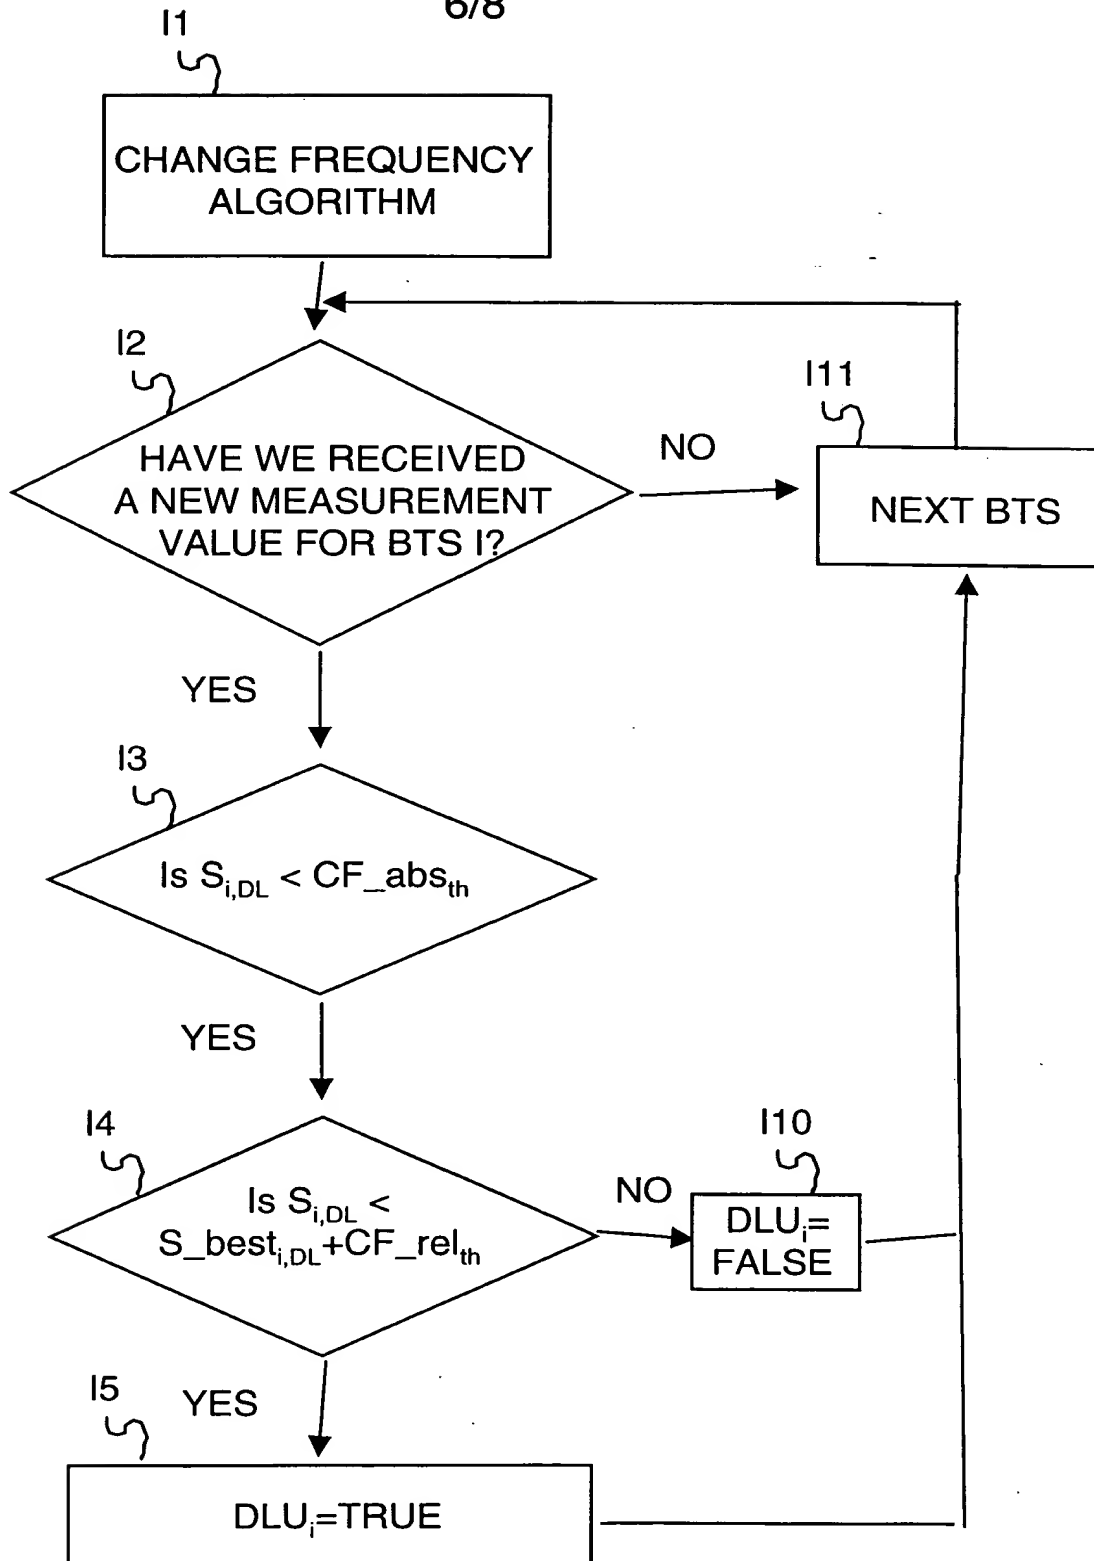 6/8
I1
CHANGE FREQUENCY
ALGORITHM
I2
HAVE WE RECEIVED
A NEW MEASUREMENT
VALUE FOR BTS I?
NO
I11
NEXT BTS
YES
I3
Is S_{i,DL} < CF_abs_{th}
YES
I4
Is S_{i,DL} <
S_best_{i,DL}+CF_rel_{th}
NO
I10
DLU_i=
FALSE
YES
I5
DLU_i=TRUE